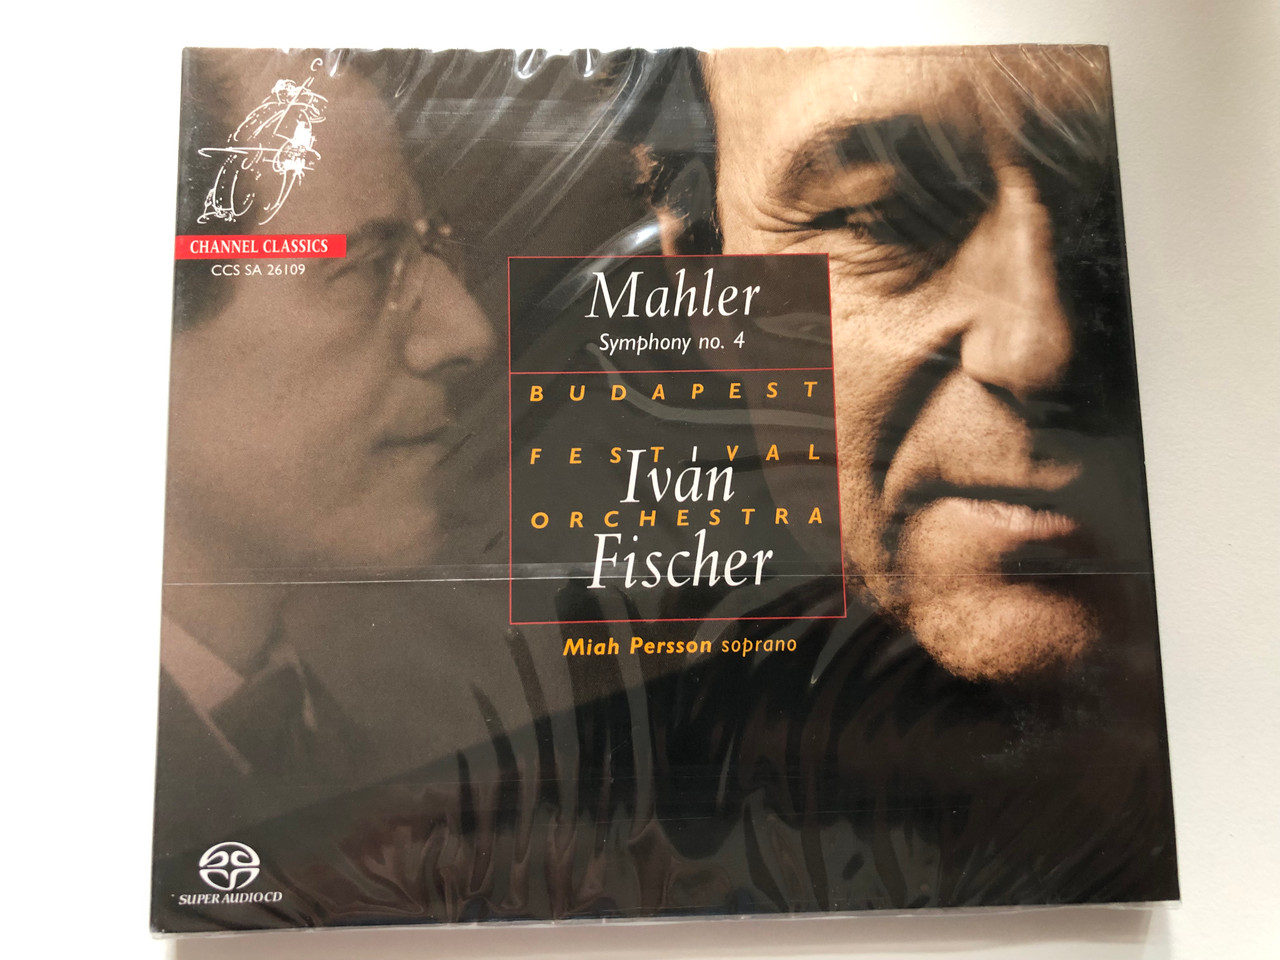 CHANNEL CLASSICS
CCS SA 26109
Mahler
Symphony no. 4
BUDAPEST
FESTIVAL
Iván
ORCHESTRA
Fischer
Miah Persson soprano
SUPER AUDIO CD